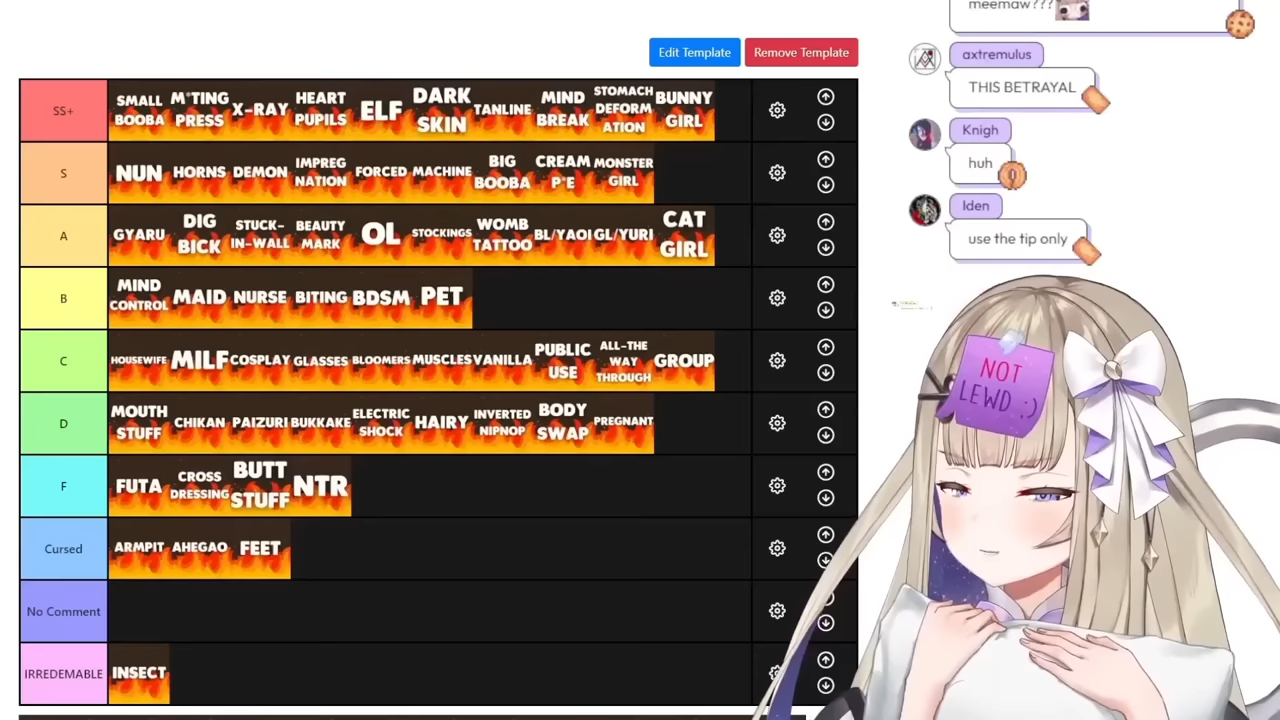 Edit Template
Remove Template
SS+
SMALL
BOOBA
M*TING
PRESS
X-RAY
HEART
PUPILS
ELF
DARK
SKIN
TANLINE
MIND
BREAK
STOMACH
DEFORM
ATION
BUNNY
GIRL
S
NUN
HORNS
DEMON
IMPREG
NATION
FORCED
MACHINE
BIG
BOOBA
CREAM
P*E
MONSTER
GIRL
A
GYARU
DIG
BICK
STUCK-
IN-WALL
BEAUTY
MARK
OL
STOCKINGS
WOMB
TATTOO
BL/YAOI
GL/YURI
CAT
GIRL
B
MIND
CONTROL
MAID
NURSE
BITING
BDSM
PET
C
HOUSEWIFE
MILF
COSPLAY
GLASSES
BLOOMERS
MUSCLES
VANILLA
PUBLIC
USE
ALL-THE
WAY
THROUGH
GROUP
D
MOUTH
STUFF
CHIKAN
PAIZURI
BUKKAKE
ELECTRIC
SHOCK
HAIRY
INVERTED
NIPNOP
BODY
SWAP
PREGNANT
F
FUTA
CROSS
DRESSING
BUTT
STUFF
NTR
Cursed
ARMPIT
AHEGAO
FEET
No Comment
IRREDEMABLE
INSECT
meemaw???
axtremulus
THIS BETRAYAL
Knigh
huh
Iden
use the tip only
NOT
LEWD :)